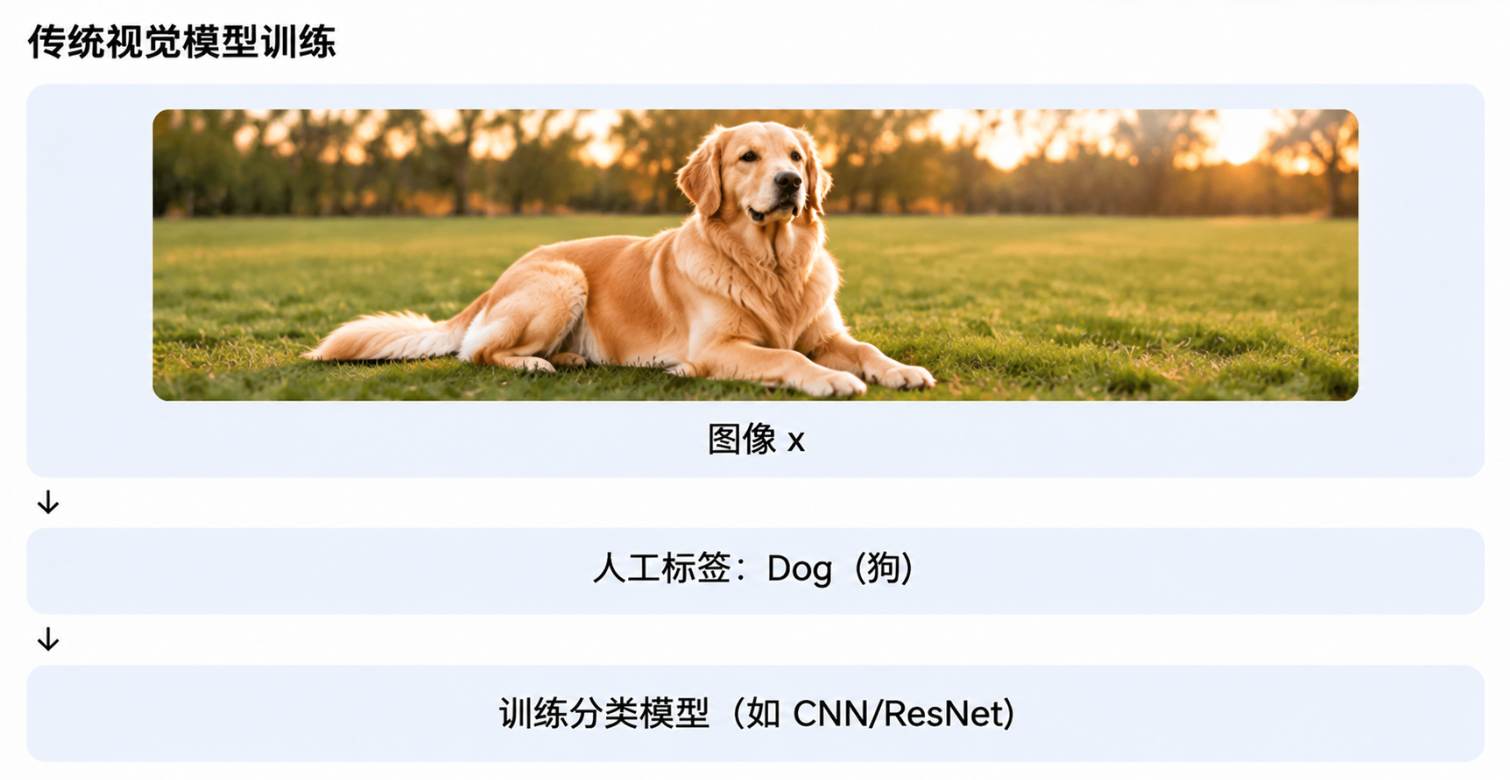 传统视觉模型训练
图像 x
↓
人工标签：Dog（狗）
↓
训练分类模型（如 CNN/ResNet）